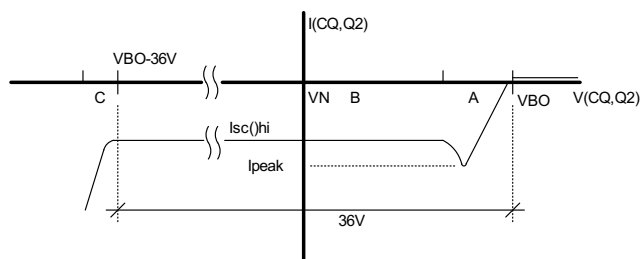 I(CQ,Q2)
VBO-36V
C
VN B
A
VBO
V(CQ,Q2)
Isc()hi
Ipeak
36V